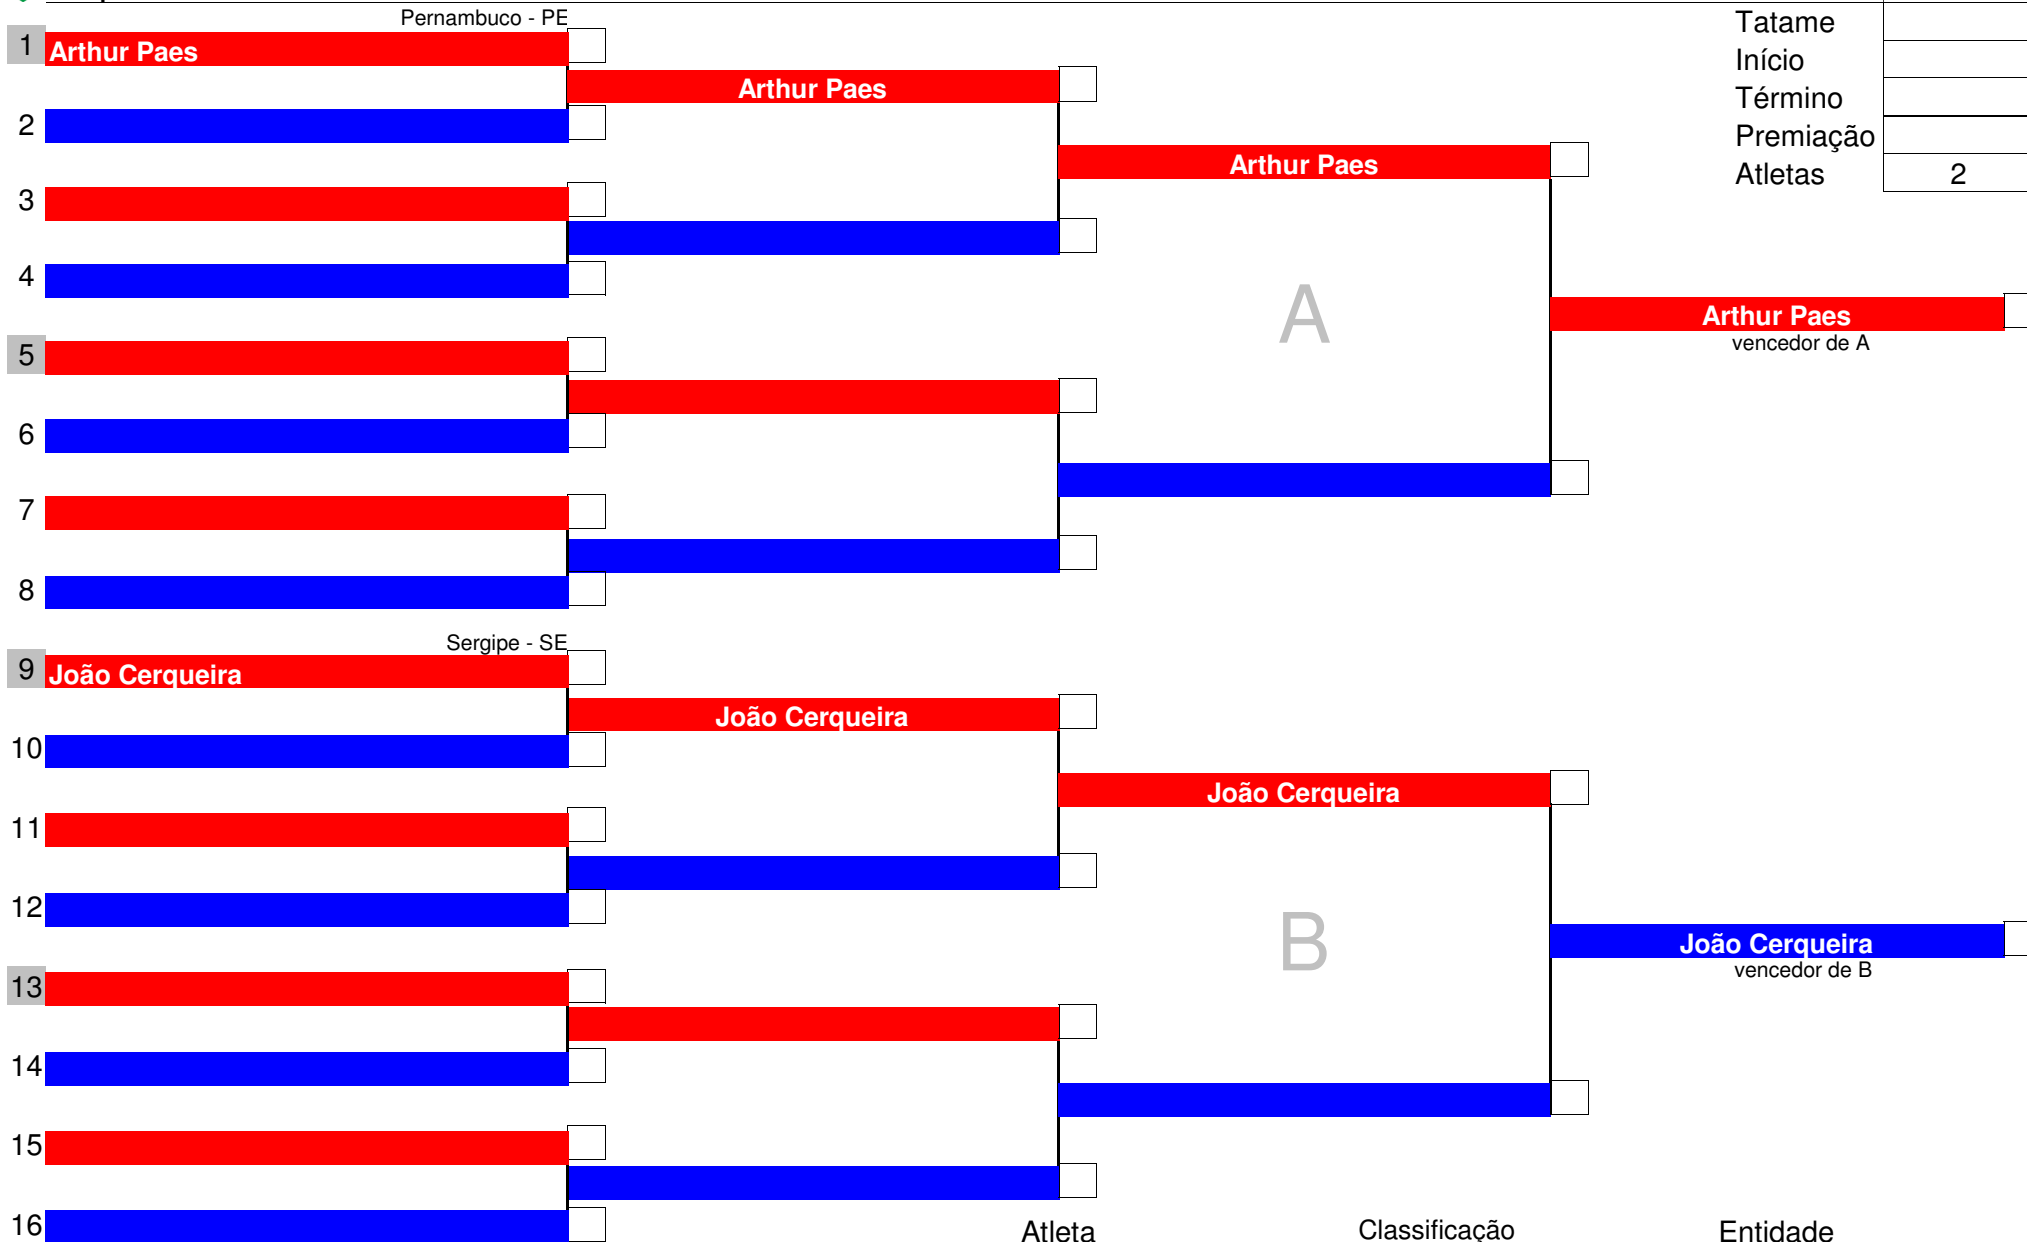 Pernambuco - PE
Tatame
1 Arthur Paes
Início
Arthur Paes
Término
2
Premiação
Arthur Paes
Atletas 2
3
4
A
Arthur Paes
vencedor de A
5
6
7
8
Sergipe - SE
9 João Cerqueira
João Cerqueira
10
João Cerqueira
11
12
B
João Cerqueira
vencedor de B
13
14
15
16
Atleta Classificação Entidade